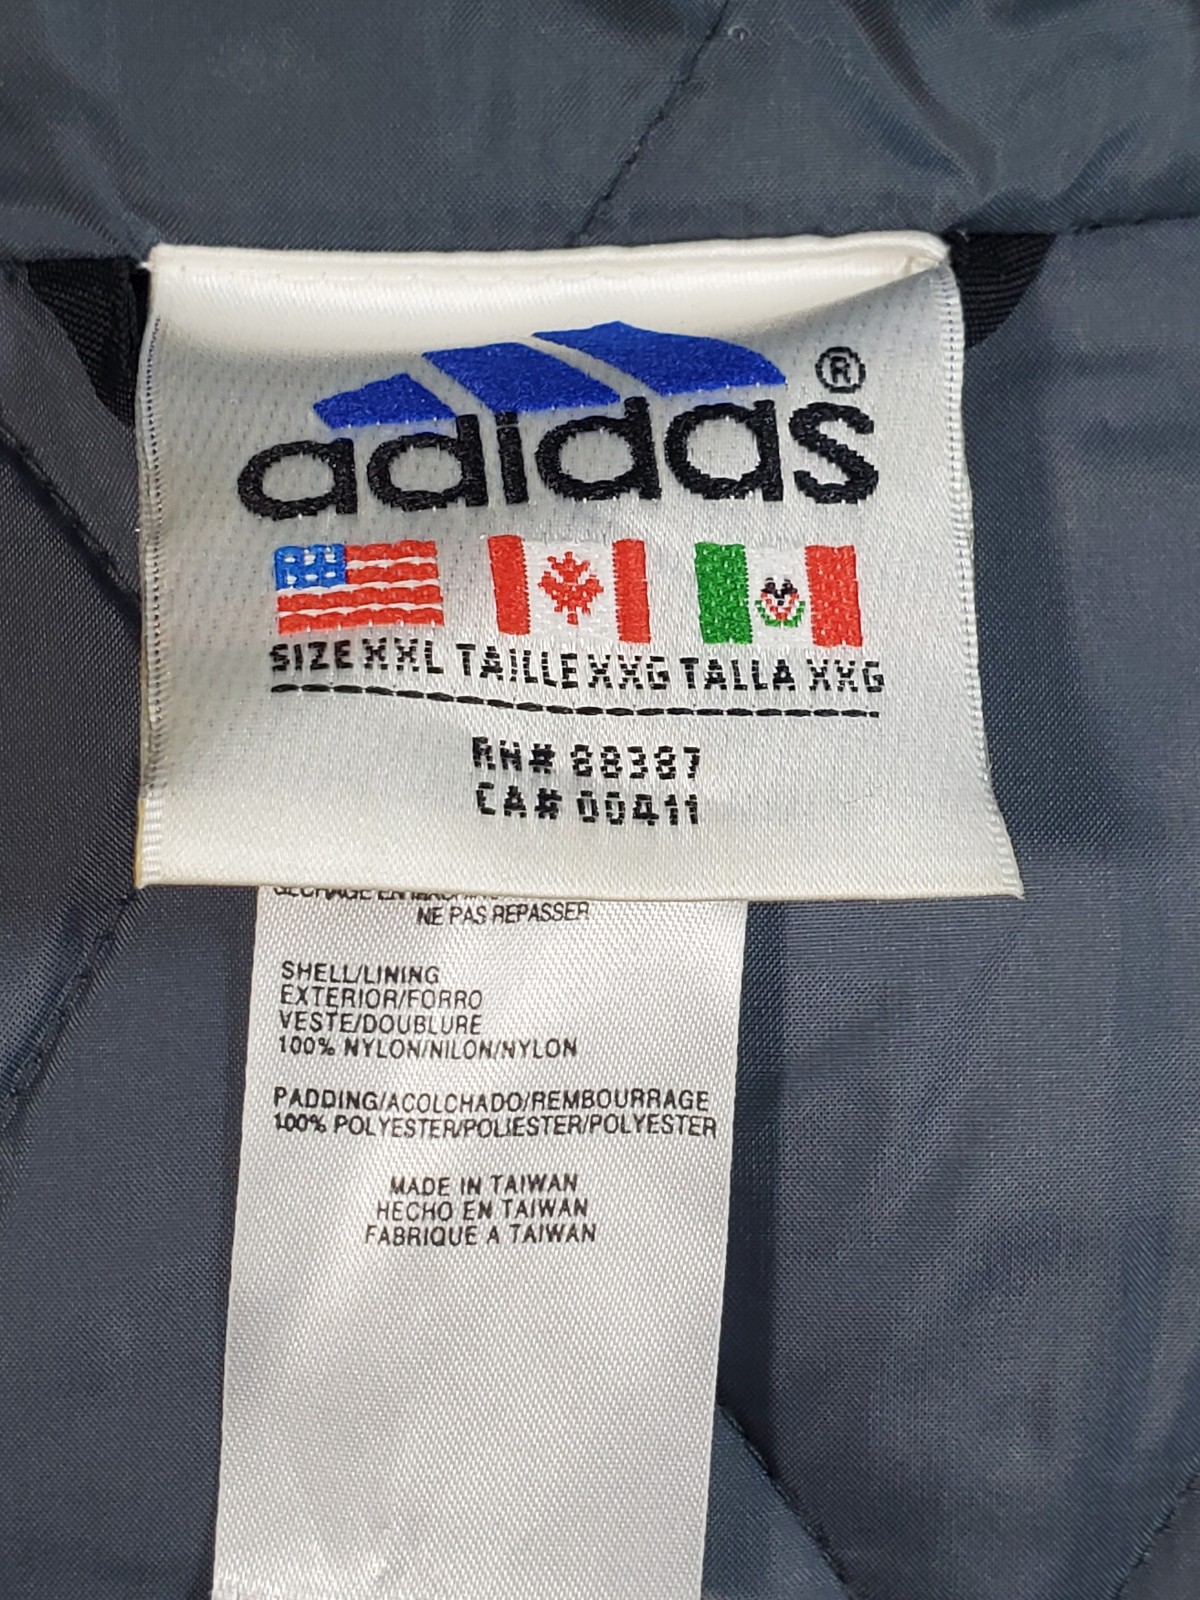 adidas®
SIZE XXL TAILLE XXG TALLA XXG
RN# 88387
CA# 00411
NE PAS REPASSER
SHELL/LINING
EXTERIOR/FORRO
VESTE/DOUBLURE
100% NYLON/NILON/NYLON
PADDING/ACOLCHADO/REMBOURRAGE
100% POLYESTER/POLIESTER/POLYESTER
MADE IN TAIWAN
HECHO EN TAIWAN
FABRIQUE A TAIWAN